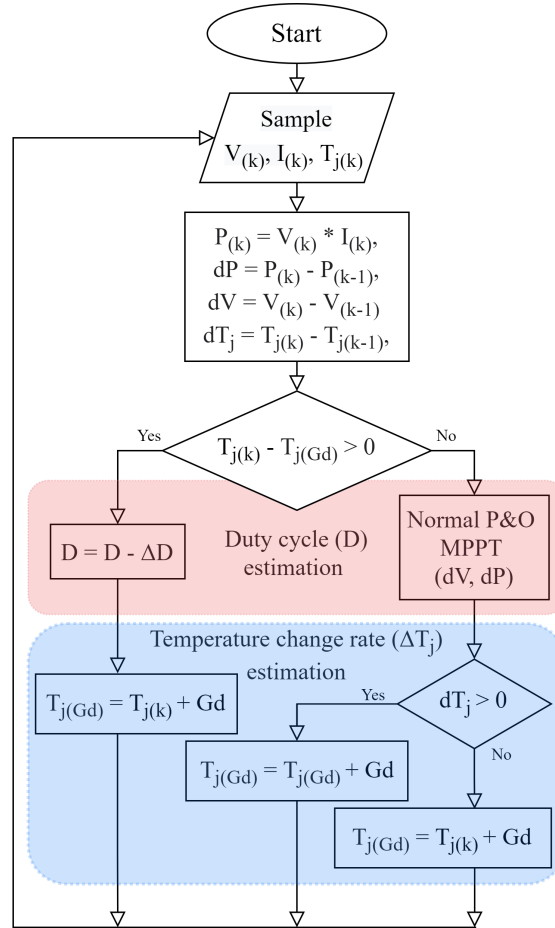 Start
Sample
V(k), I(k), Tj(k)
P(k) = V(k) * I(k),
dP = P(k) - P(k-1),
dV = V(k) - V(k-1)
dTj = Tj(k) - Tj(k-1),
Yes
Tj(k) - Tj(Gd) > 0
No
D = D - ΔD
Duty cycle (D)
estimation
Normal P&O
MPPT
(dV, dP)
Temperature change rate (ΔTj)
estimation
Tj(Gd) = Tj(k) + Gd
Yes
dTj > 0
No
Tj(Gd) = Tj(Gd) + Gd
Tj(Gd) = Tj(k) + Gd